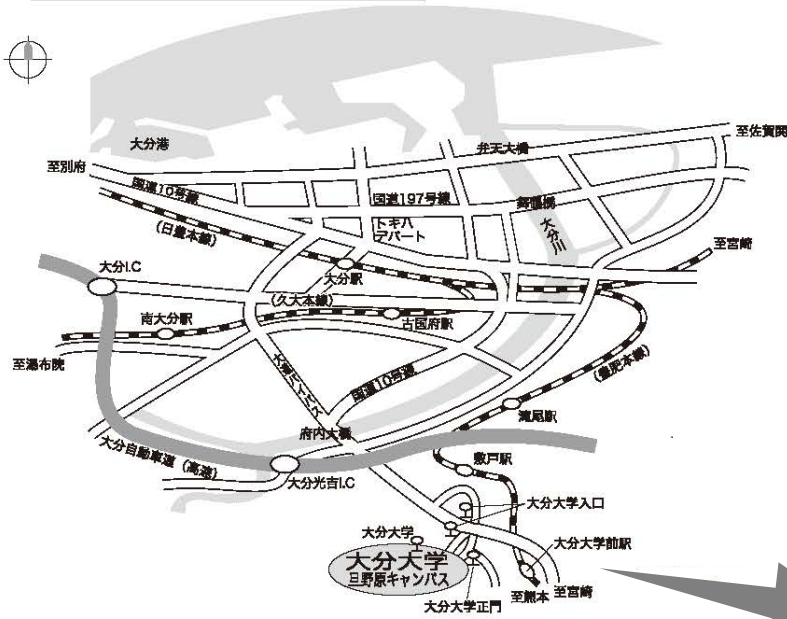 大分港
弁天大橋
至佐賀関
至別府
国道10号線
国道197号線
舞鶴橋
トキハ
デパート
大分川
(日豊本線)
至宮崎
大分I.C
大分駅
(久大本線)
南大分駅
古国府駅
至湯布院
大南バイパス
国道10号線
(豊肥本線)
滝尾駅
府内大橋
大分自動車道(高速)
敷戸駅
大分光吉I.C
大分大学入口
大分大学
大分大学前駅
大分大学
旦野原キャンパス
至熊本
至宮崎
大分大学正門